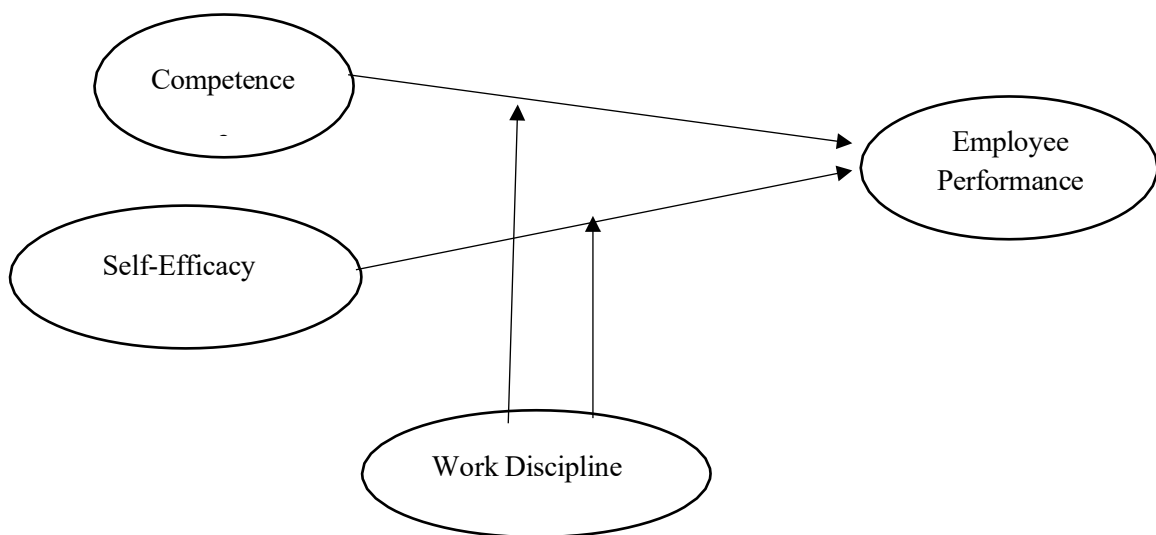 Competence
-
Employee
Performance
Self-Efficacy
Work Discipline